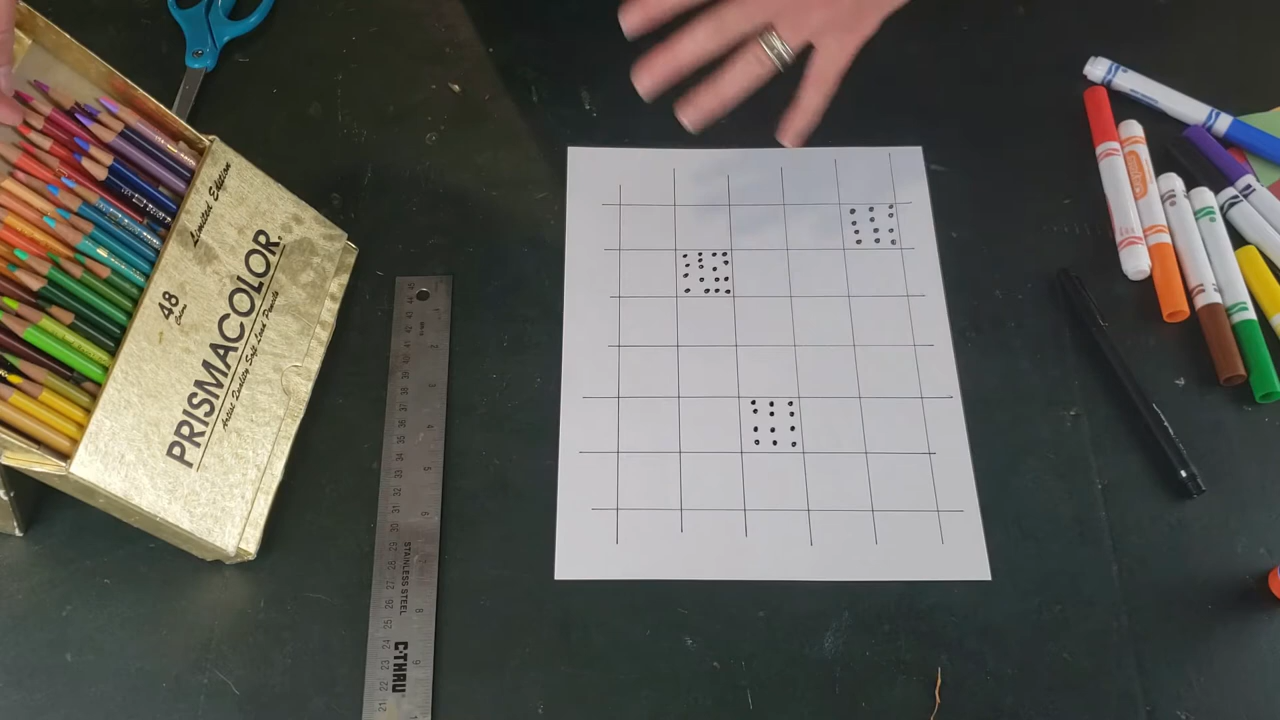 Limited Edition
48
Colors
PRISMACOLOR®
Artist Quality Soft Lead Pencils
STAINLESS STEEL
C-THRU